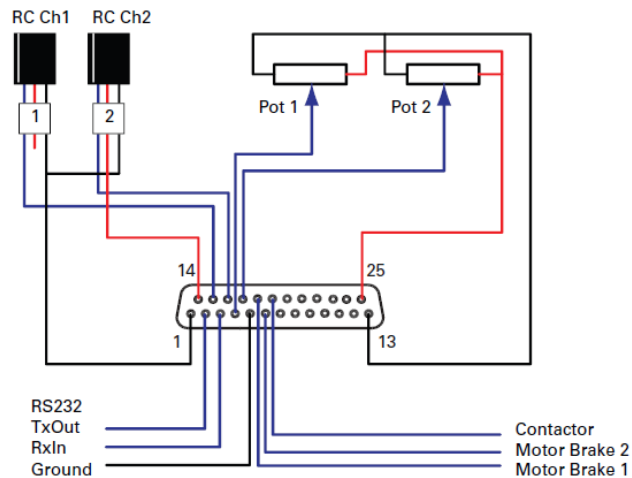 RC Ch1 RC Ch2
1 2
Pot 1 Pot 2
14 25
1 13
RS232
TxOut
RxIn
Ground
Contactor
Motor Brake 2
Motor Brake 1